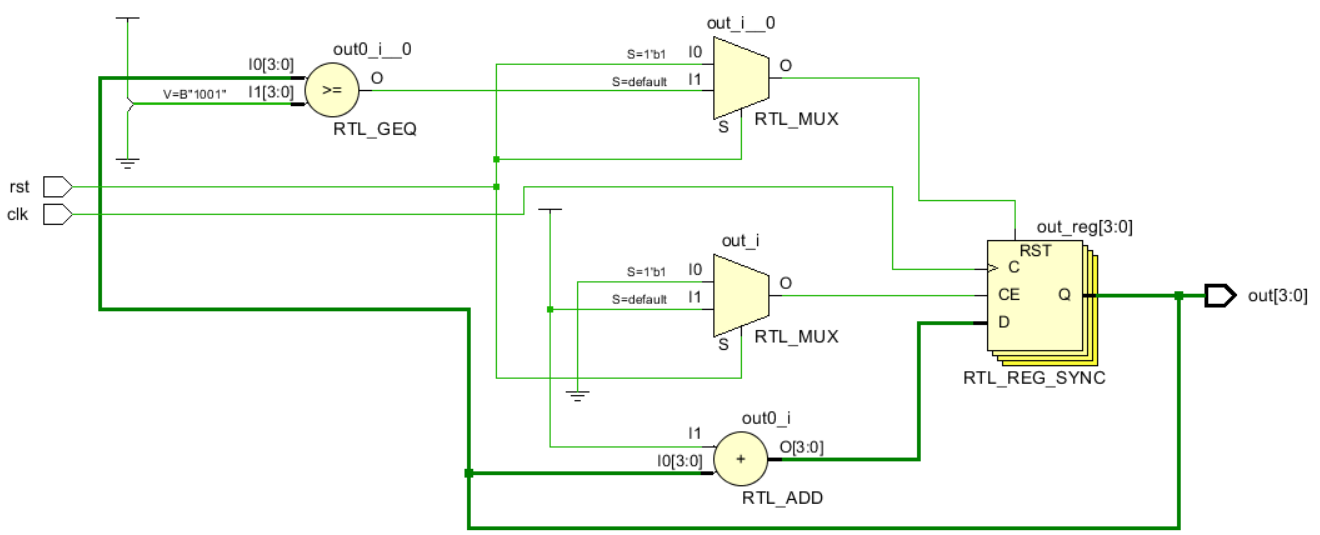 out_i__0
out0_i__0
I0[3:0]
I1[3:0]
V=B"1001"
>=
O
RTL_GEQ
S=1'b1
I0
S=default
I1
O
S
RTL_MUX
rst
clk
out_i
S=1'b1
I0
S=default
I1
O
S
RTL_MUX
out_reg[3:0]
RST
C
CE
Q
D
RTL_REG_SYNC
out[3:0]
out0_i
I1
I0[3:0]
+
O[3:0]
RTL_ADD